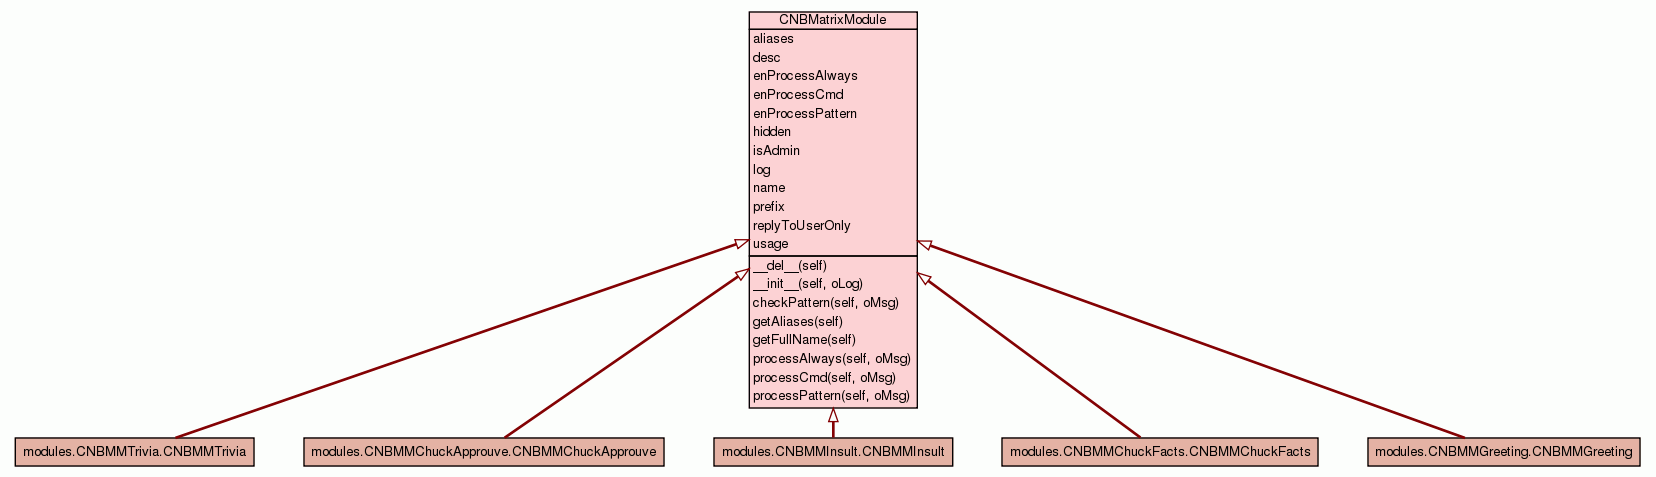 CNBMatrixModule
aliases
desc
enProcessAlways
enProcessCmd
enProcessPattern
hidden
isAdmin
log
name
prefix
replyToUserOnly
usage
__del__(self)
__init__(self, oLog)
checkPattern(self, oMsg)
getAliases(self)
getFullName(self)
processAlways(self, oMsg)
processCmd(self, oMsg)
processPattern(self, oMsg)
modules.CNBMMTrivia.CNBMMTrivia
modules.CNBMMChuckApprouve.CNBMMChuckApprouve
modules.CNBMMInsult.CNBMMInsult
modules.CNBMMChuckFacts.CNBMMChuckFacts
modules.CNBMMGreeting.CNBMMGreeting